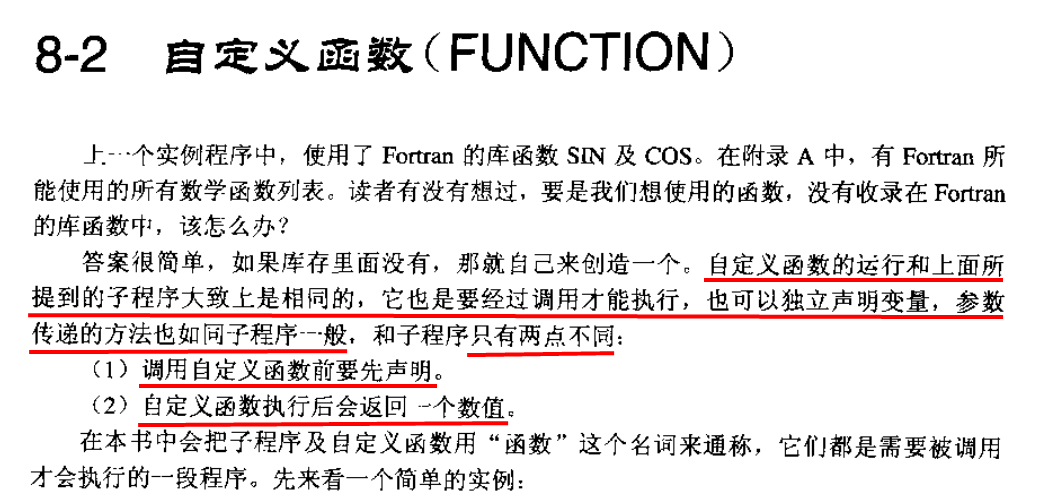 8-2 自定义函数（FUNCTION）
上一个实例程序中，使用了 Fortran 的库函数 SIN 及 COS。在附录 A 中，有 Fortran 所
能使用的所有数学函数列表。读者有没有想过，要是我们想使用的函数，没有收录在 Fortran
的库函数中，该怎么办？
答案很简单，如果库存里面没有，那就自己来创造一个。自定义函数的运行和上面所
提到的子程序大致上是相同的，它也是要经过调用才能执行，也可以独立声明变量，参数
传递的方法也如同子程序一般，和子程序只有两点不同：
（1）调用自定义函数前要先声明。
（2）自定义函数执行后会返回一个数值。
在本书中会把子程序及自定义函数用“函数”这个名词来通称，它们都是需要被调用
才会执行的一段程序。先来看一个简单的实例：